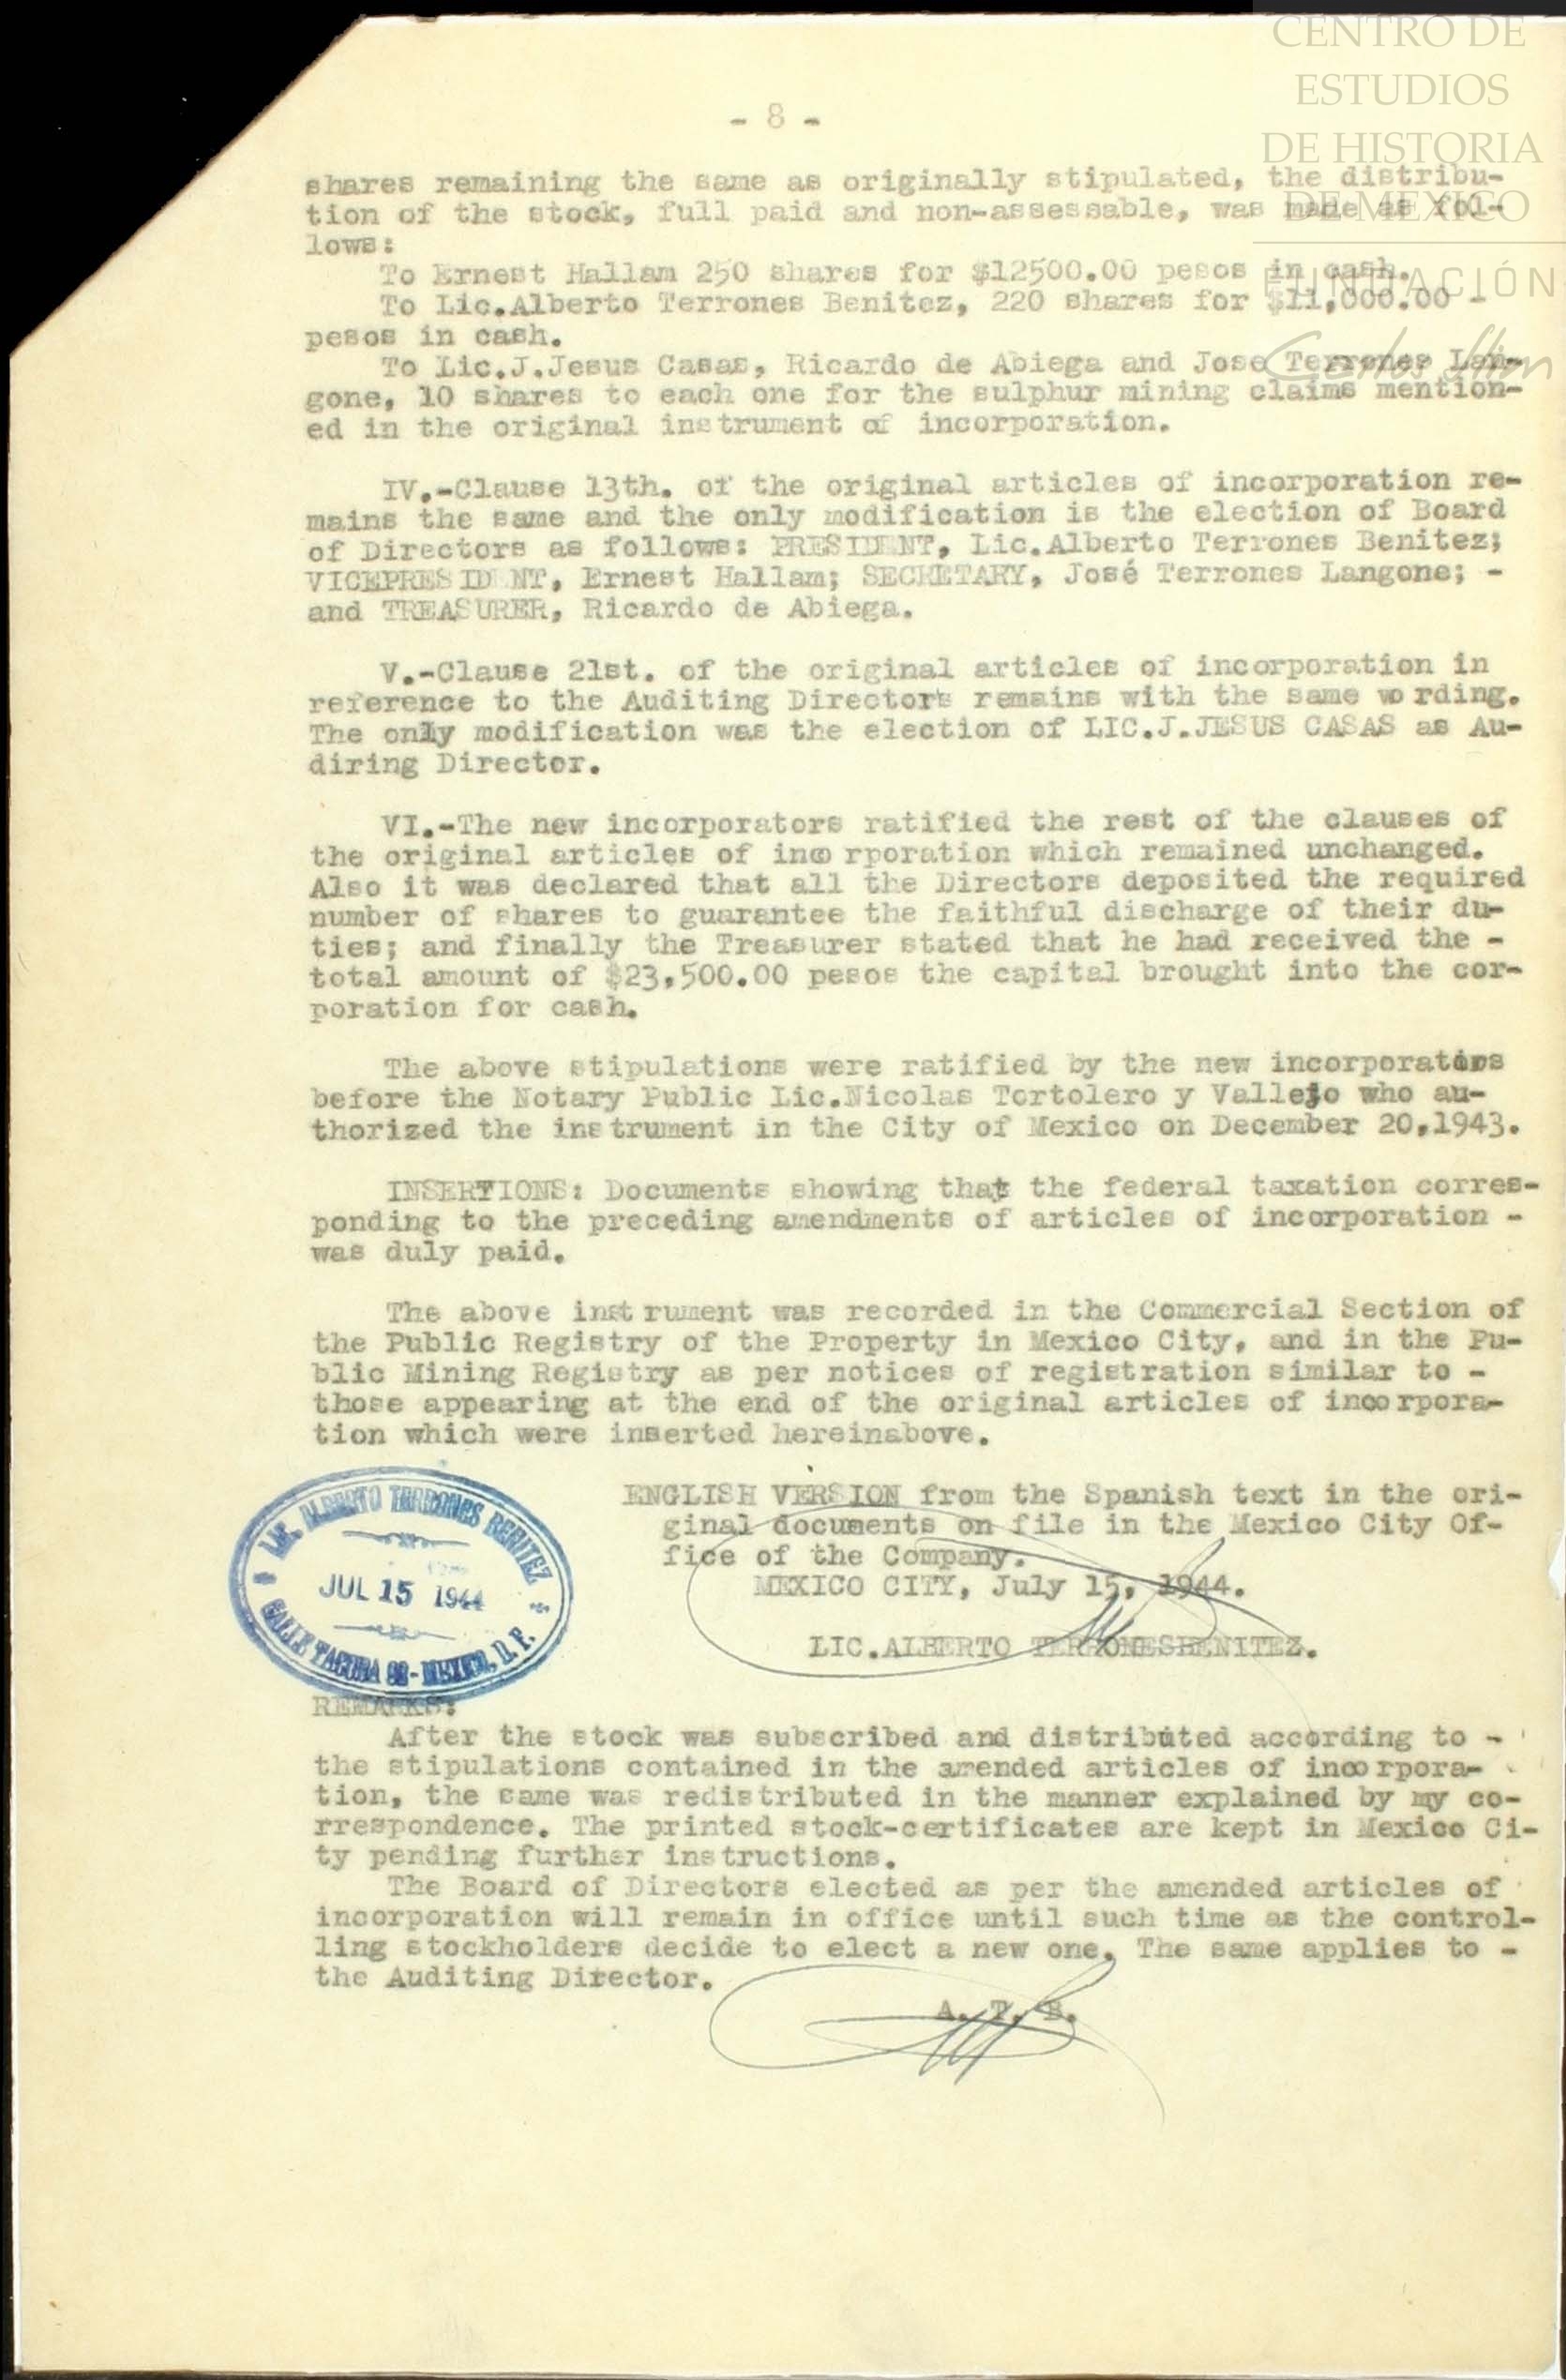 CENTRO DE
ESTUDIOS
DE HISTORIA
DE MÉXICO
FUNDACIÓN
Carlos Slim
- 8 -
shares remaining the same as originally stipulated, the distribu-
tion of the stock, full paid and non-assessable, was made as fol-
lows:
To Ernest Hallam 250 shares for $12500.00 pesos in cash.
To Lic.Alberto Terrones Benitez, 220 shares for $11,000.00 -
pesos in cash.
To Lic.J.Jesus Casas, Ricardo de Abiega and Jose Terrones Lan-
gone, 10 shares to each one for the sulphur mining claims mention-
ed in the original instrument of incorporation.
IV.-Clause 13th. of the original articles of incorporation re-
mains the same and the only modification is the election of Board
of Directors as follows: PRESIDENT, Lic.Alberto Terrones Benitez;
VICEPRESIDENT, Ernest Hallam; SECRETARY, José Terrones Langone; -
and TREASURER, Ricardo de Abiega.
V.-Clause 21st. of the original articles of incorporation in
reference to the Auditing Directors remains with the same wording.
The only modification was the election of LIC.J.JESUS CASAS as Au-
diring Director.
VI.-The new incorporators ratified the rest of the clauses of
the original articles of incorporation which remained unchanged.
Also it was declared that all the Directors deposited the required
number of shares to guarantee the faithful discharge of their du-
ties; and finally the Treasurer stated that he had received the -
total amount of $23,500.00 pesos the capital brought into the cor-
poration for cash.
The above stipulations were ratified by the new incorporators
before the Notary Public Lic.Nicolas Tortolero y Vallejo who au-
thorized the instrument in the City of Mexico on December 20,1943.
INSERTIONS: Documents showing that the federal taxation corres-
ponding to the preceding amendments of articles of incorporation -
was duly paid.
The above instrument was recorded in the Commercial Section of
the Public Registry of the Property in Mexico City, and in the Pu-
blic Mining Registry as per notices of registration similar to -
those appearing at the end of the original articles of incorpora-
tion which were inserted hereinabove.
ENGLISH VERSION from the Spanish text in the ori-
ginal documents on file in the Mexico City Of-
fice of the Company.
MEXICO CITY, July 15, 1944.
LIC.ALBERTO TERRONESBENITEZ.
LIC. ALBERTO TERRONES BENITEZ
JUL 15 1944
CALLE TACUBA 92-MEXICO, D. F.
REMARKS:
After the stock was subscribed and distributed according to -
the stipulations contained in the amended articles of incorpora-
tion, the same was redistributed in the manner explained by my co-
rrespondence. The printed stock-certificates are kept in Mexico Ci-
ty pending further instructions.
The Board of Directors elected as per the amended articles of
incorporation will remain in office until such time as the control-
ling stockholders decide to elect a new one. The same applies to -
the Auditing Director.
A. T. B.